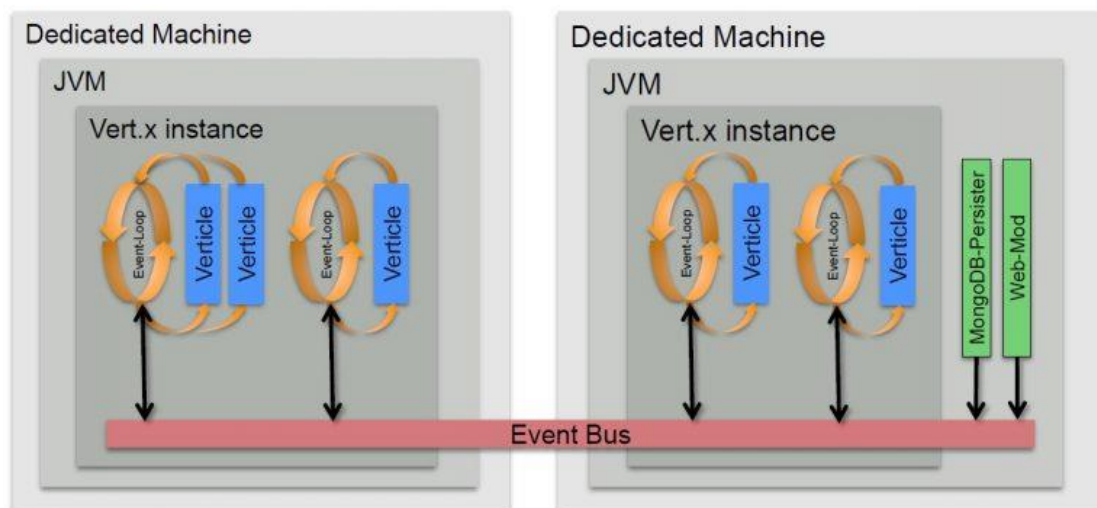 Dedicated Machine
JVM
Vert.x instance
Event-Loop
Verticle
Verticle
Event-Loop
Verticle
Dedicated Machine
JVM
Vert.x instance
Event-Loop
Verticle
Event-Loop
Verticle
MongoDB-Persister
Web-Mod
Event Bus